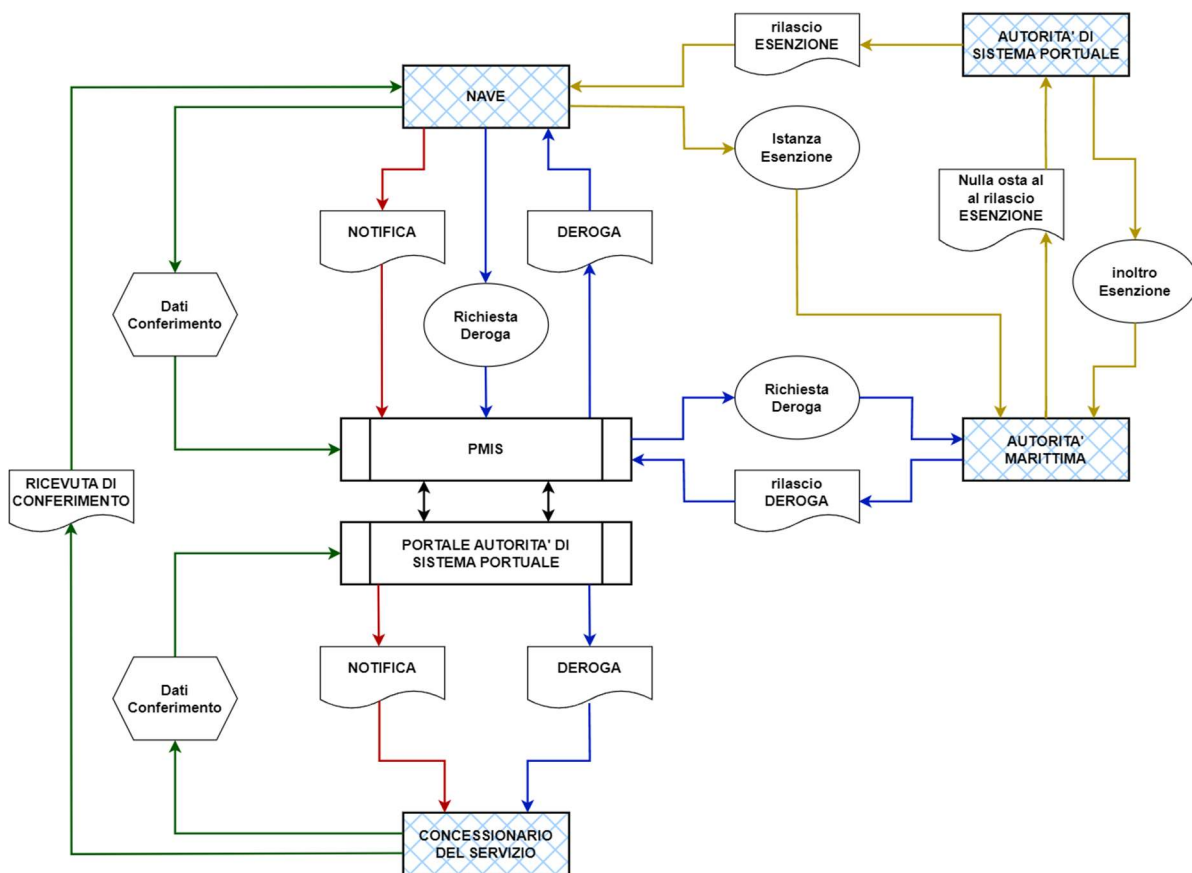 rilascio
ESENZIONE
AUTORITA' DI
SISTEMA PORTUALE
NAVE
Istanza
Esenzione
Nulla osta al
al rilascio
ESENZIONE
NOTIFICA
DEROGA
inoltro
Esenzione
Dati
Conferimento
Richiesta
Deroga
Richiesta
Deroga
PMIS
AUTORITA'
MARITTIMA
RICEVUTA DI
CONFERIMENTO
rilascio
DEROGA
PORTALE AUTORITA' DI
SISTEMA PORTUALE
NOTIFICA
DEROGA
Dati
Conferimento
CONCESSIONARIO
DEL SERVIZIO